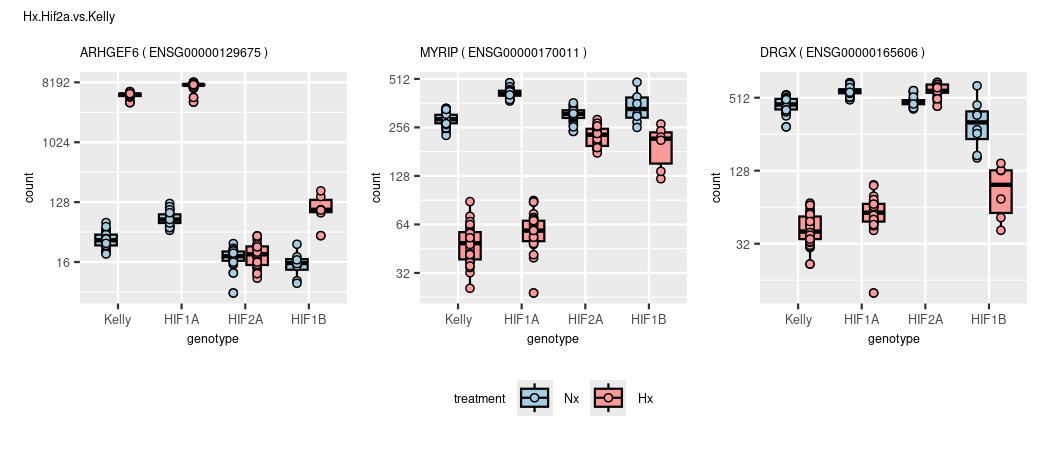 Hx.Hif2a.vs.Kelly
ARHGEF6 ( ENSG00000129675 )
8192
1024
128
16
count
Kelly HIF1A HIF2A HIF1B
genotype
MYRIP ( ENSG00000170011 )
512
256
128
64
32
count
Kelly HIF1A HIF2A HIF1B
genotype
DRGX ( ENSG00000165606 )
512
128
32
count
Kelly HIF1A HIF2A HIF1B
genotype
treatment Nx Hx